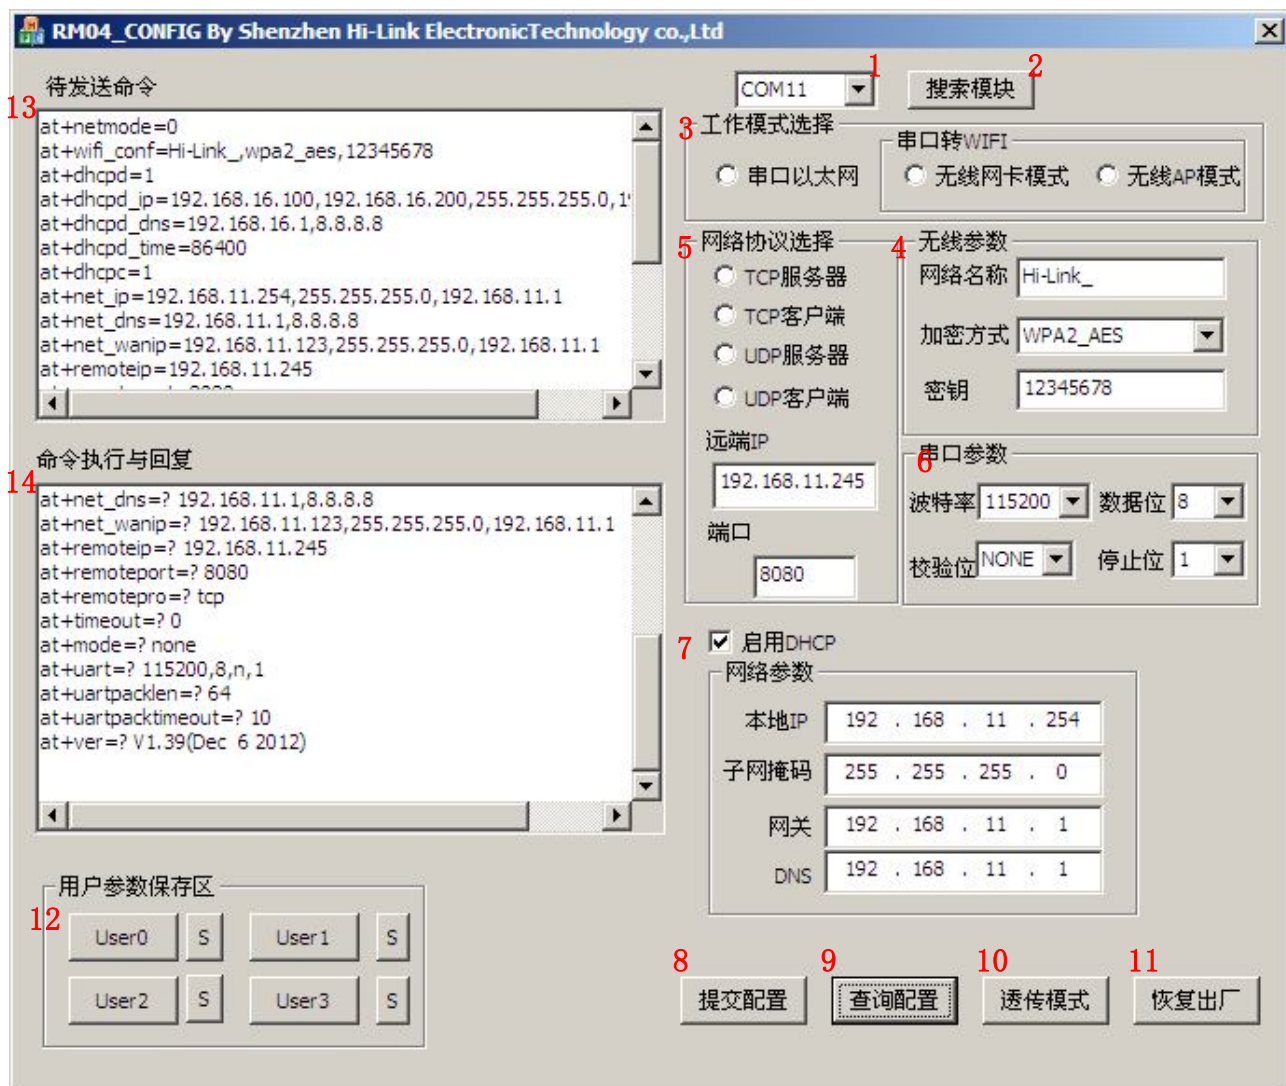 RM04_CONFIG By Shenzhen Hi-Link ElectronicTechnology co.,Ltd
待发送命令
13
at+netmode=0
at+wifi_conf=Hi-Link_,wpa2_aes,12345678
at+dhcpd=1
at+dhcpd_ip=192.168.16.100,192.168.16.200,255.255.255.0,1
at+dhcpd_dns=192.168.16.1,8.8.8.8
at+dhcpd_time=86400
at+dhcpc=1
at+net_ip=192.168.11.254,255.255.255.0,192.168.11.1
at+net_dns=192.168.11.1,8.8.8.8
at+net_wanip=192.168.11.123,255.255.255.0,192.168.11.1
at+remoteip=192.168.11.245
命令执行与回复
14
at+net_dns=? 192.168.11.1,8.8.8.8
at+net_wanip=? 192.168.11.123,255.255.255.0,192.168.11.1
at+remoteip=? 192.168.11.245
at+remoteport=? 8080
at+remotepro=? tcp
at+timeout=? 0
at+mode=? none
at+uart=? 115200,8,n,1
at+uartpacklen=? 64
at+uartpacktimeout=? 10
at+ver=? V1.39(Dec  6 2012)
用户参数保存区
12
User0 S User1 S
User2 S User3 S
COM11 1 搜索模块 2
3 工作模式选择
串口转WIFI
串口以太网 无线网卡模式 无线AP模式
5 网络协议选择
TCP服务器
TCP客户端
UDP服务器
UDP客户端
远端IP
192.168.11.245
端口
8080
4 无线参数
网络名称 Hi-Link_
加密方式 WPA2_AES
密钥 12345678
6 串口参数
波特率 115200 数据位 8
校验位 NONE 停止位 1
7 启用DHCP
网络参数
本地IP 192 . 168 . 11 . 254
子网掩码 255 . 255 . 255 . 0
网关 192 . 168 . 11 . 1
DNS 192 . 168 . 11 . 1
8 9 10 11
提交配置 查询配置 透传模式 恢复出厂